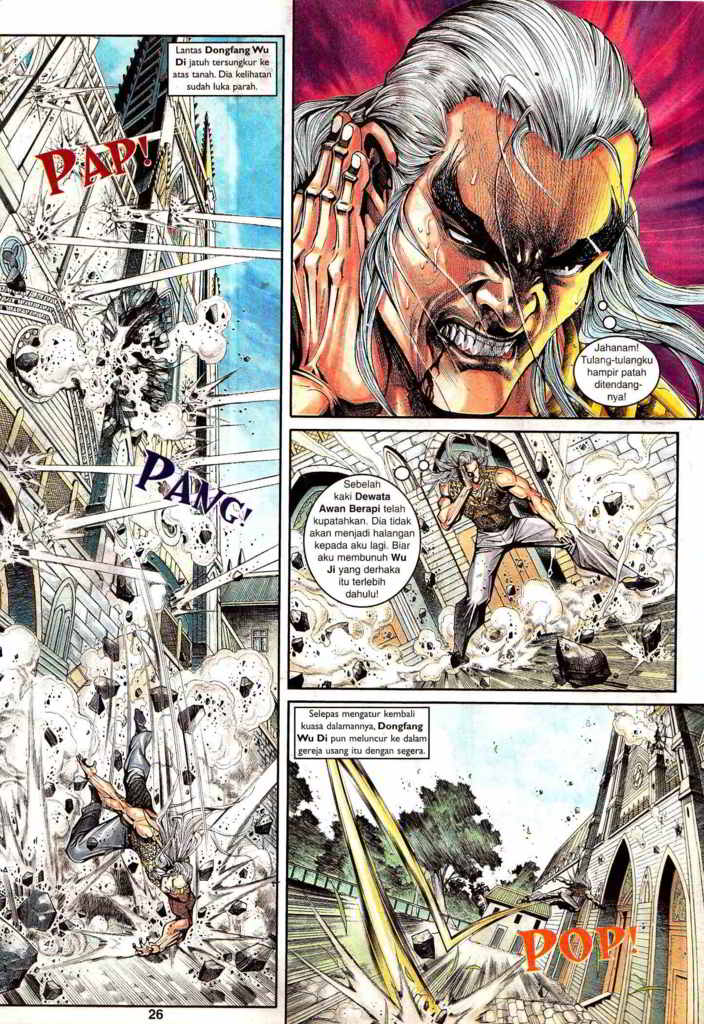 Lantas Dongfang Wu
Di jatuh tersungkur ke
atas tanah. Dia kelihatan
sudah luka parah.
PAP!
PANG!
Jahanam!
Tulang-tulangku
hampir patah
ditendang-
nya!
Sebelah
kaki Dewata
Awan Berapi telah
kupatahkan. Dia tidak
akan menjadi halangan
kepada aku lagi. Biar
aku membunuh Wu
Ji yang derhaka
itu terlebih
dahulu!
Selepas mengatur kembali
kuasa dalamannya, Dongfang
Wu Di pun meluncur ke dalam
gereja usang itu dengan segera.
POP!
26